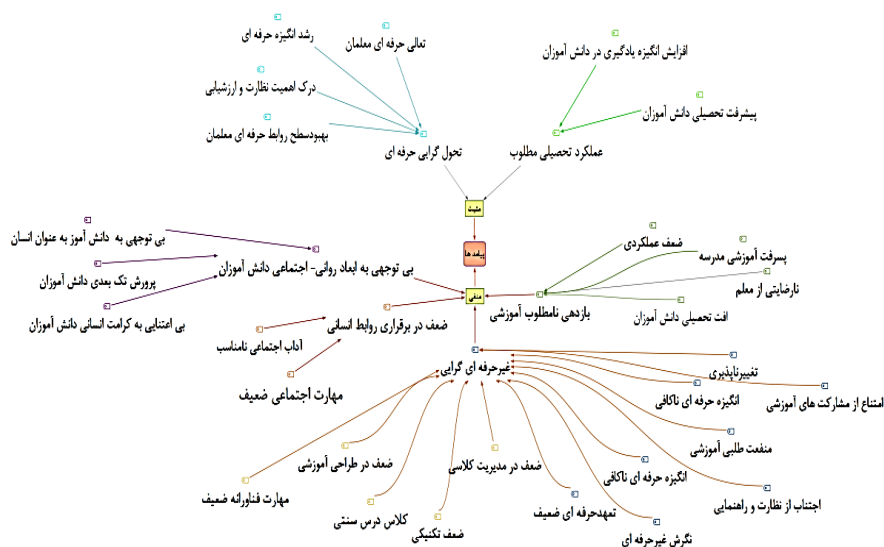 رشد انگیزه حرفه ای
تعالی حرفه ای معلمان
افزایش انگیزه یادگیری در دانش آموزان
درک اهمیت نظارت و ارزشیابی
پیشرفت تحصیلی دانش آموزان
بهبودسطح روابط حرفه ای معلمان
تحول گرایی حرفه ای
عملکرد تحصیلی مطلوب
مثبت
پیامد ها
منفی
بی توجهی به دانش آموز به عنوان انسان
ضعف عملکردی
پسرفت آموزشی مدرسه
بی توجهی به ابعاد روانی- اجتماعی دانش آموزان
پرورش تک بعدی دانش آموزان
نارضایتی از معلم
بی اعتنایی به کرامت انسانی دانش آموزان
ضعف در برقراری روابط انسانی
بازدهی نامطلوب آموزشی
افت تحصیلی دانش آموزان
آداب اجتماعی نامناسب
غیرحرفه ای گرایی
تغییرناپذیری
مهارت اجتماعی ضعیف
انگیزه حرفه ای ناکافی
امتناع از مشارکت های آموزشی
منفعت طلبی آموزشی
ضعف در طراحی آموزشی
ضعف در مدیریت کلاسی
انگیزه حرفه ای ناکافی
مهارت فناورانه ضعیف
اجتناب از نظارت و راهنمایی
کلاس درس سنتی
تعهدحرفه ای ضعیف
ضعف تکنیکی
نگرش غیرحرفه ای